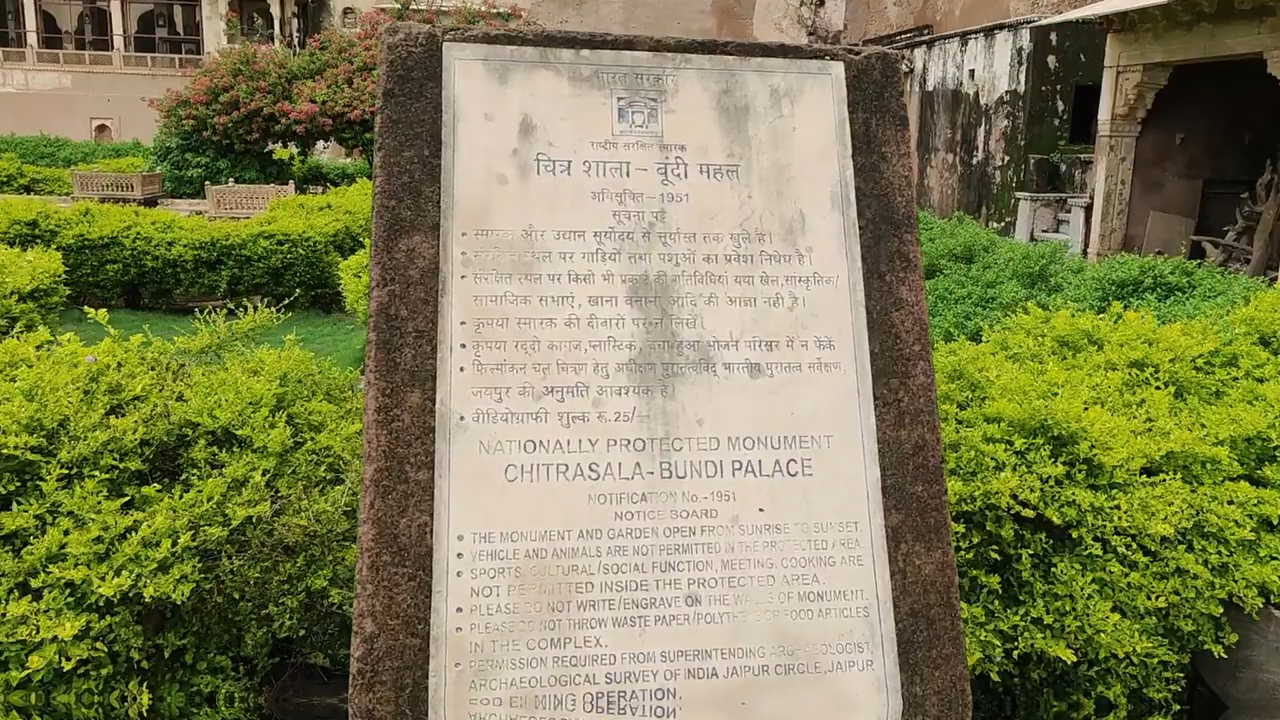 भारत सरकार
राष्ट्रीय संरक्षित स्मारक
चित्र शाला – बूंदी महल
अधिसूचित – 1951
सूचना पट्ट
• स्मारक और उद्यान सूर्योदय से सूर्यास्त तक खुले हैं।
• संरक्षित स्थल पर गाड़ियों तथा पशुओं का प्रवेश निषेध है।
• संरक्षित स्थल पर किसी भी प्रकार की गतिविधियां यथा खेल,सांस्कृतिक/
सामाजिक सभाएं, खाना बनाना आदि की आज्ञा नही है।
• कृपया स्मारक की दीवारों पर न लिखें।
• कृपया रद्दी कागज,प्लास्टिक, बचा हुआ भोजन परिसर में न फेंकें
• फिल्मांकन चल चित्रण हेतु अधीक्षण पुरातत्वविद् भारतीय पुरातत्व सर्वेक्षण,
जयपुर की अनुमति आवश्यक है
• वीडियोग्राफी शुल्क रू.25/–
NATIONALLY PROTECTED MONUMENT
CHITRASALA-BUNDI PALACE
NOTIFICATION No.-1951
NOTICE BOARD
• THE MONUMENT AND GARDEN OPEN FROM SUNRISE TO SUNSET.
• VEHICLE AND ANIMALS ARE NOT PERMITTED IN THE PROTECTED AREA.
• SPORTS, CULTURAL/SOCIAL FUNCTION, MEETING, COOKING ARE
NOT PERMITTED INSIDE THE PROTECTED AREA.
• PLEASE DO NOT WRITE/ENGRAVE ON THE WALLS OF MONUMENT.
• PLEASE DO NOT THROW WASTE PAPER/POLYTHENE OR FOOD ARTICLES
IN THE COMPLEX.
• PERMISSION REQUIRED FROM SUPERINTENDING ARCHAEOLOGIST,
ARCHAEOLOGICAL SURVEY OF INDIA JAIPUR CIRCLE,JAIPUR
OPERATION.